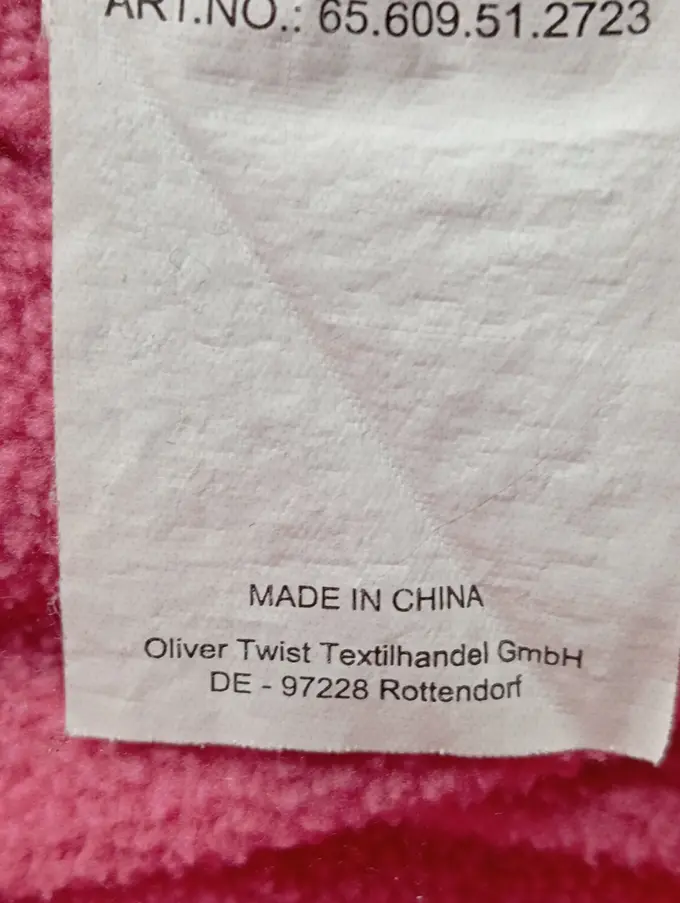 ART.NO.: 65.609.51.2723
MADE IN CHINA
Oliver Twist Textilhandel GmbH
DE - 97228 Rottendorf